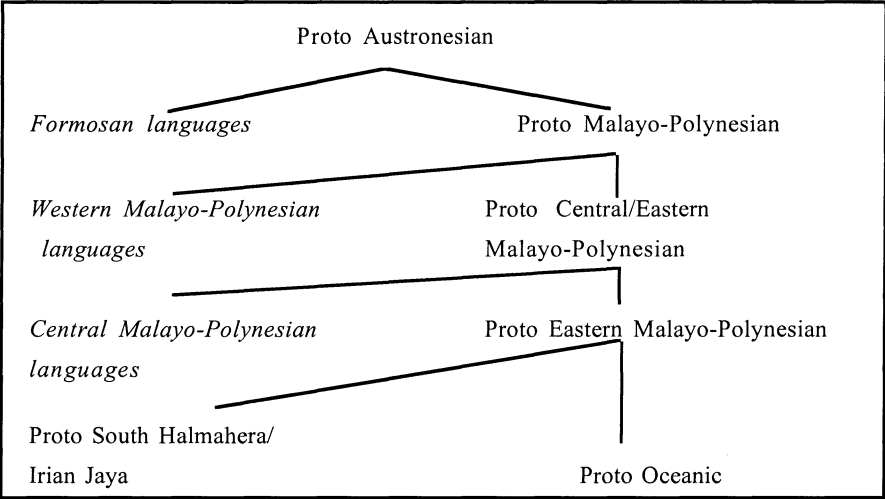 Proto Austronesian
Formosan languages
Proto Malayo-Polynesian
Western Malayo-Polynesian
languages
Proto Central/Eastern
Malayo-Polynesian
Central Malayo-Polynesian
languages
Proto Eastern Malayo-Polynesian
Proto South Halmahera/
Irian Jaya
Proto Oceanic